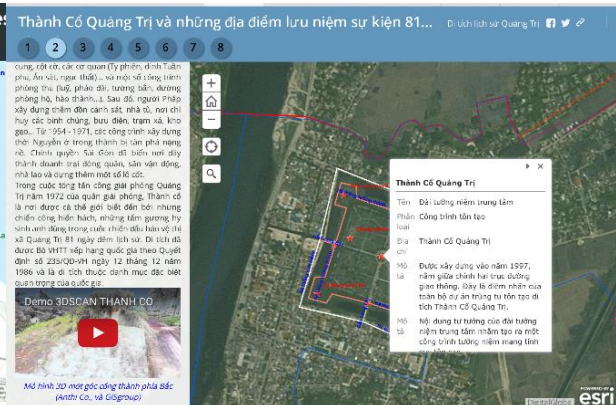 Thành Cổ Quảng Trị và những địa điểm lưu niệm sự kiện 81...
Di tích lịch sử Quảng Trị
1 2 3 4 5 6 7 8
cung, cột cờ, các cơ quan (Ty phiên, dinh Tuần
phủ, Án sát, ngục thất)... và một số công trình
phòng thủ (luỹ, pháo đài, tường bắn, đường
phòng hộ, hào thành...). Sau đó, người Pháp
xây dựng thêm đồn cảnh sát, nhà tù, nơi chỉ
huy các binh chủng, bưu điện, trạm xá, kho
gạo... Từ 1954 - 1971, các công trình xây dựng
thời Nguyễn ở trong thành bị tàn phá nặng
nề. Chính quyền Sài Gòn đã biến nơi đây
thành doanh trại đóng quân, sân vận động,
nhà lao và dựng thêm một số lô cốt.
Trong cuộc tổng tấn công giải phóng Quảng
Trị năm 1972 của quân giải phóng, Thành cổ
là nơi được cả thế giới biết đến bởi những
chiến công hiển hách, những tấm gương hy
sinh anh dũng trong cuộc chiến đấu bảo vệ thị
xã Quảng Trị 81 ngày đêm lịch sử. Di tích đã
được Bộ VHTT xếp hạng quốc gia theo Quyết
định số 235/QĐ-VH ngày 12 tháng 12 năm
1986 và là di tích thuộc danh mục đặc biệt
quan trọng của quốc gia.
Demo 3DSCAN THANH CO
Mô hình 3D một góc cổng thành phía Bắc
(Anthi Co., và GISgroup)
Thành Cổ Quảng Trị
Tên Đài tưởng niệm trung tâm
Phân loại Công trình tôn tạo
Địa chỉ Thành Cổ Quảng Trị
Mô tả Được xây dựng vào năm 1997,
nằm giữa chính hai trục đường
giao thông. Đây là điểm nhấn của
toàn bộ dự án trùng tu tôn tạo di
tích Thành Cổ Quảng Trị.
Mô tả Nội dung tư tưởng của đài tưởng
niệm trung tâm nhằm tạo ra một
công trình tưởng niệm mang tính
DigitalGlobe
POWERED BY
esri